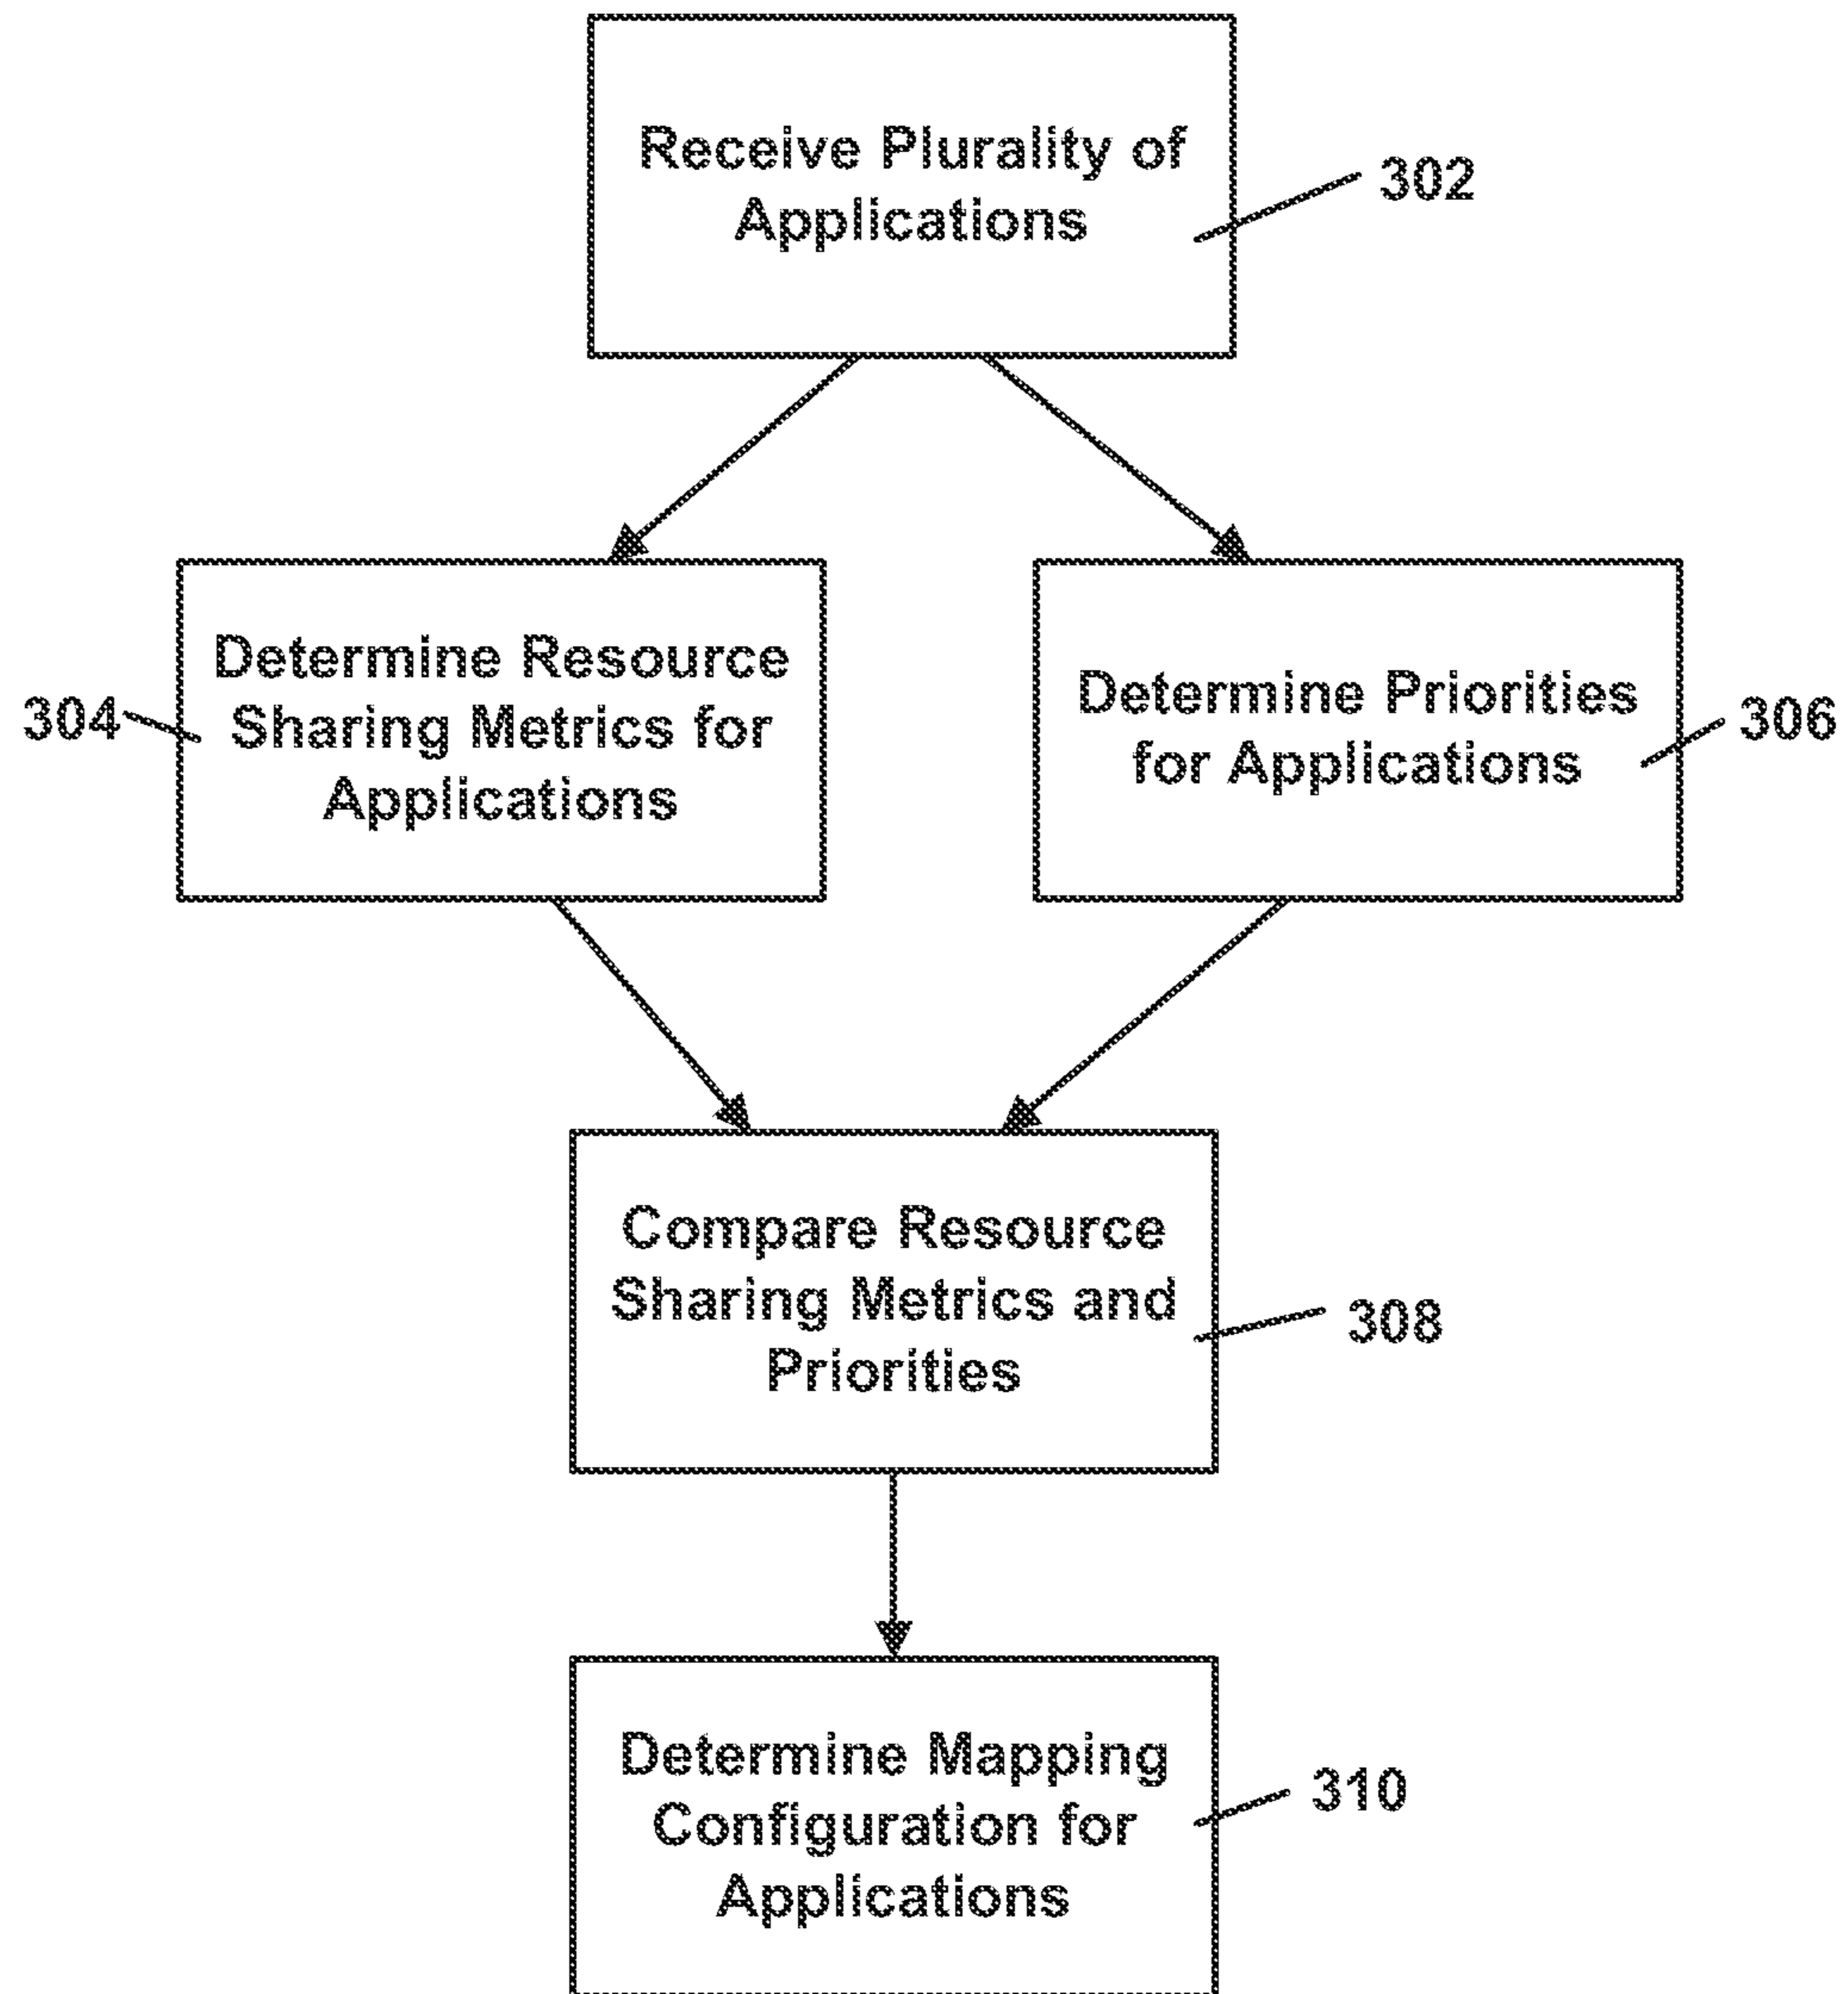 Receive Plurality of
Applications
302
Determine Resource
Sharing Metrics for
Applications
304
Determine Priorities
for Applications
306
Compare Resource
Sharing Metrics and
Priorities
308
Determine Mapping
Configuration for
Applications
310